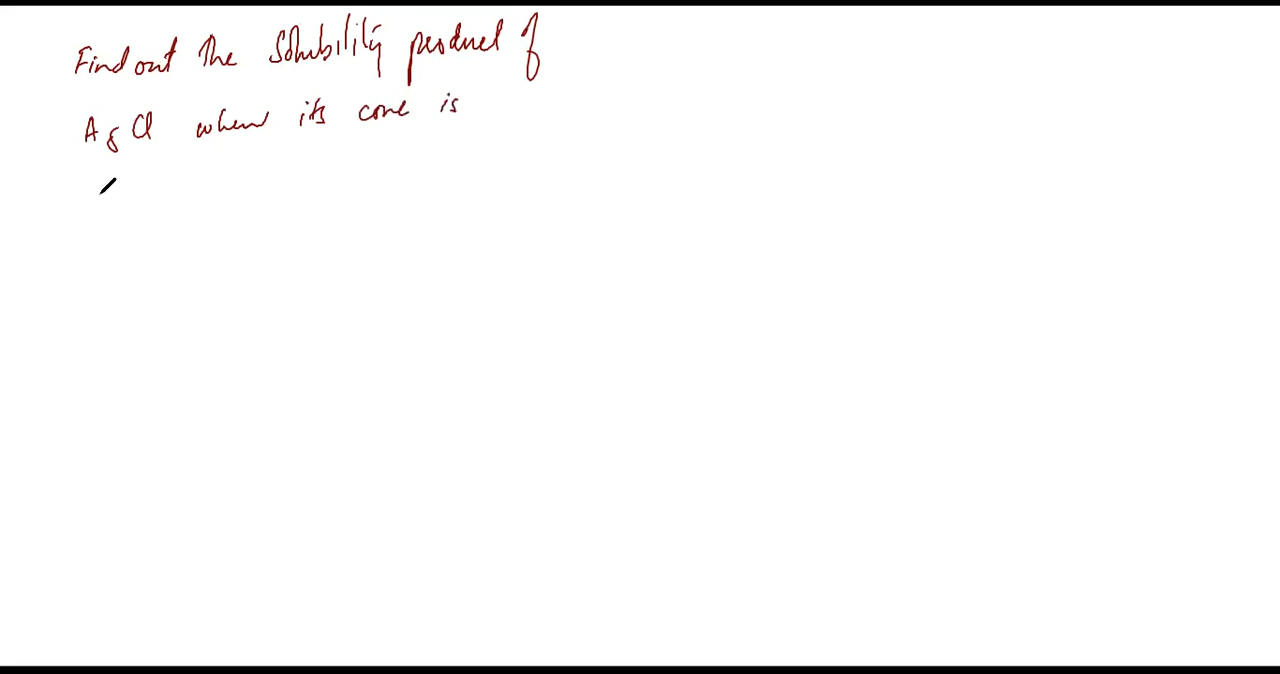 Find out the Solubility product of
AgCl when its conc is